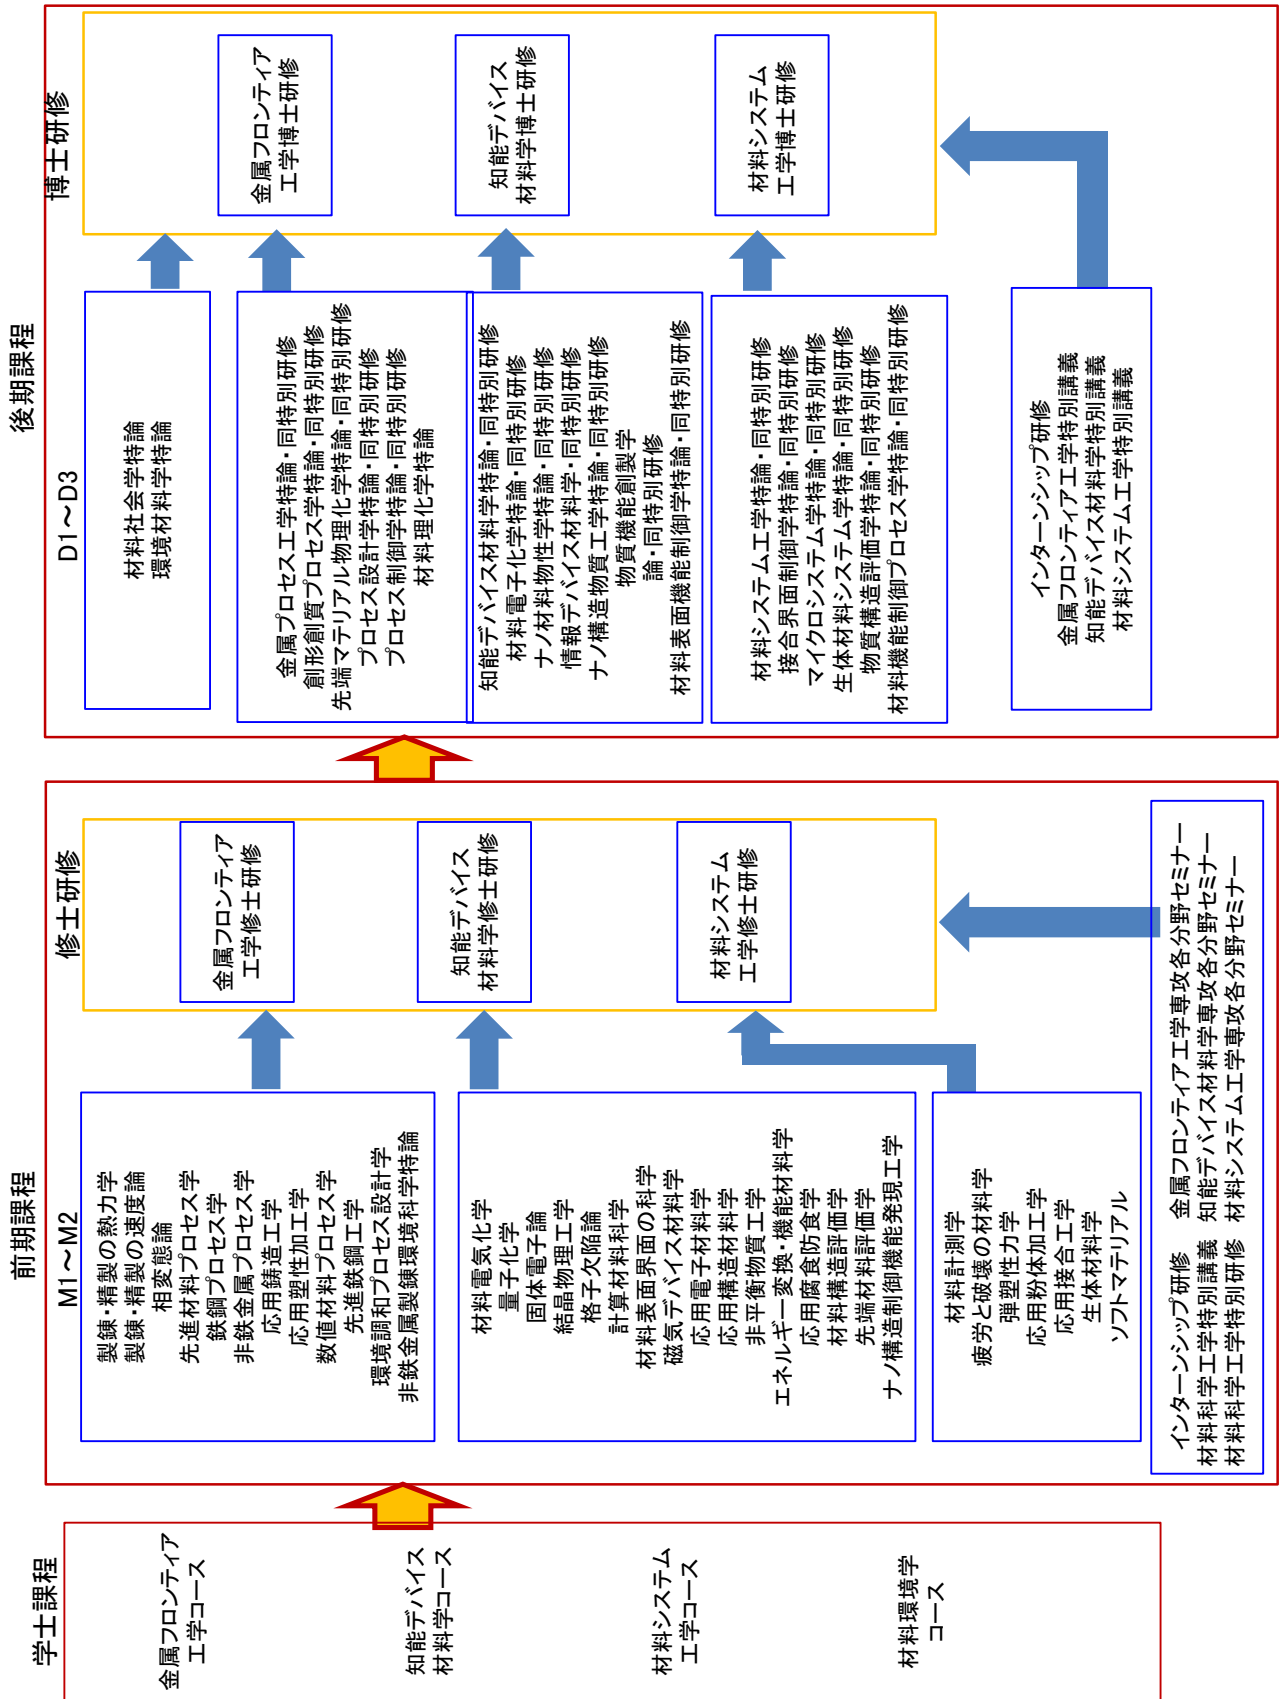 学士課程
金属フロンティア
工学コース
知能デバイス
材料学コース
材料システム
工学コース
材料環境学
コース
前期課程
M1～M2
製錬・精製の熱力学
製錬・精製の速度論
相変態論
先進材料プロセス学
鉄鋼プロセス学
非鉄金属プロセス学
応用鋳造工学
応用塑性加工学
数値材料プロセス学
先進鉄鋼工学
環境調和プロセス設計学
非鉄金属製錬環境科学特論
材料電気化学
量子化学
固体電子論
結晶物理工学
格子欠陥論
計算材料科学
材料表面界面の科学
磁気デバイス材料学
応用電子材料学
応用構造材料学
非平衡物質工学
エネルギー変換・機能材料学
応用腐食防食学
材料構造評価学
先端材料評価学
ナノ構造制御機能発現工学
材料計測学
疲労と破壊の材料学
弾塑性力学
応用粉体加工学
応用接合工学
生体材料学
ソフトマテリアル
インターンシップ研修 金属フロンティア工学専攻各分野セミナー
材料科学工学特別講義 知能デバイス材料学専攻各分野セミナー
材料科学工学特別研修 材料システム工学専攻各分野セミナー
修士研修
金属フロンティア
工学修士研修
知能デバイス
材料学修士研修
材料システム
工学修士研修
後期課程
D1～D3
材料社会学特論
環境材料学特論
金属プロセス工学特論・同特別研修
創形創質プロセス学特論・同特別研修
先端マテリアル物理化学特論・同特別研修
プロセス設計学特論・同特別研修
プロセス制御学特論・同特別研修
材料理化学特論
知能デバイス材料学特論・同特別研修
材料電子化学特論・同特別研修
ナノ材料物性学特論・同特別研修
情報デバイス材料学・同特別研修
ナノ構造物質工学特論・同特別研修
物質機能創製学
論・同特別研修
材料表面機能制御学特論・同特別研修
材料システム工学特論・同特別研修
接合界面制御学特論・同特別研修
マイクロシステム学特論・同特別研修
生体材料システム学特論・同特別研修
物質構造評価学特論・同特別研修
材料機能制御プロセス学特論・同特別研修
インターンシップ研修
金属フロンティア工学特別講義
知能デバイス材料学特別講義
材料システム工学特別講義
博士研修
金属フロンティア
工学博士研修
知能デバイス
材料学博士研修
材料システム
工学博士研修